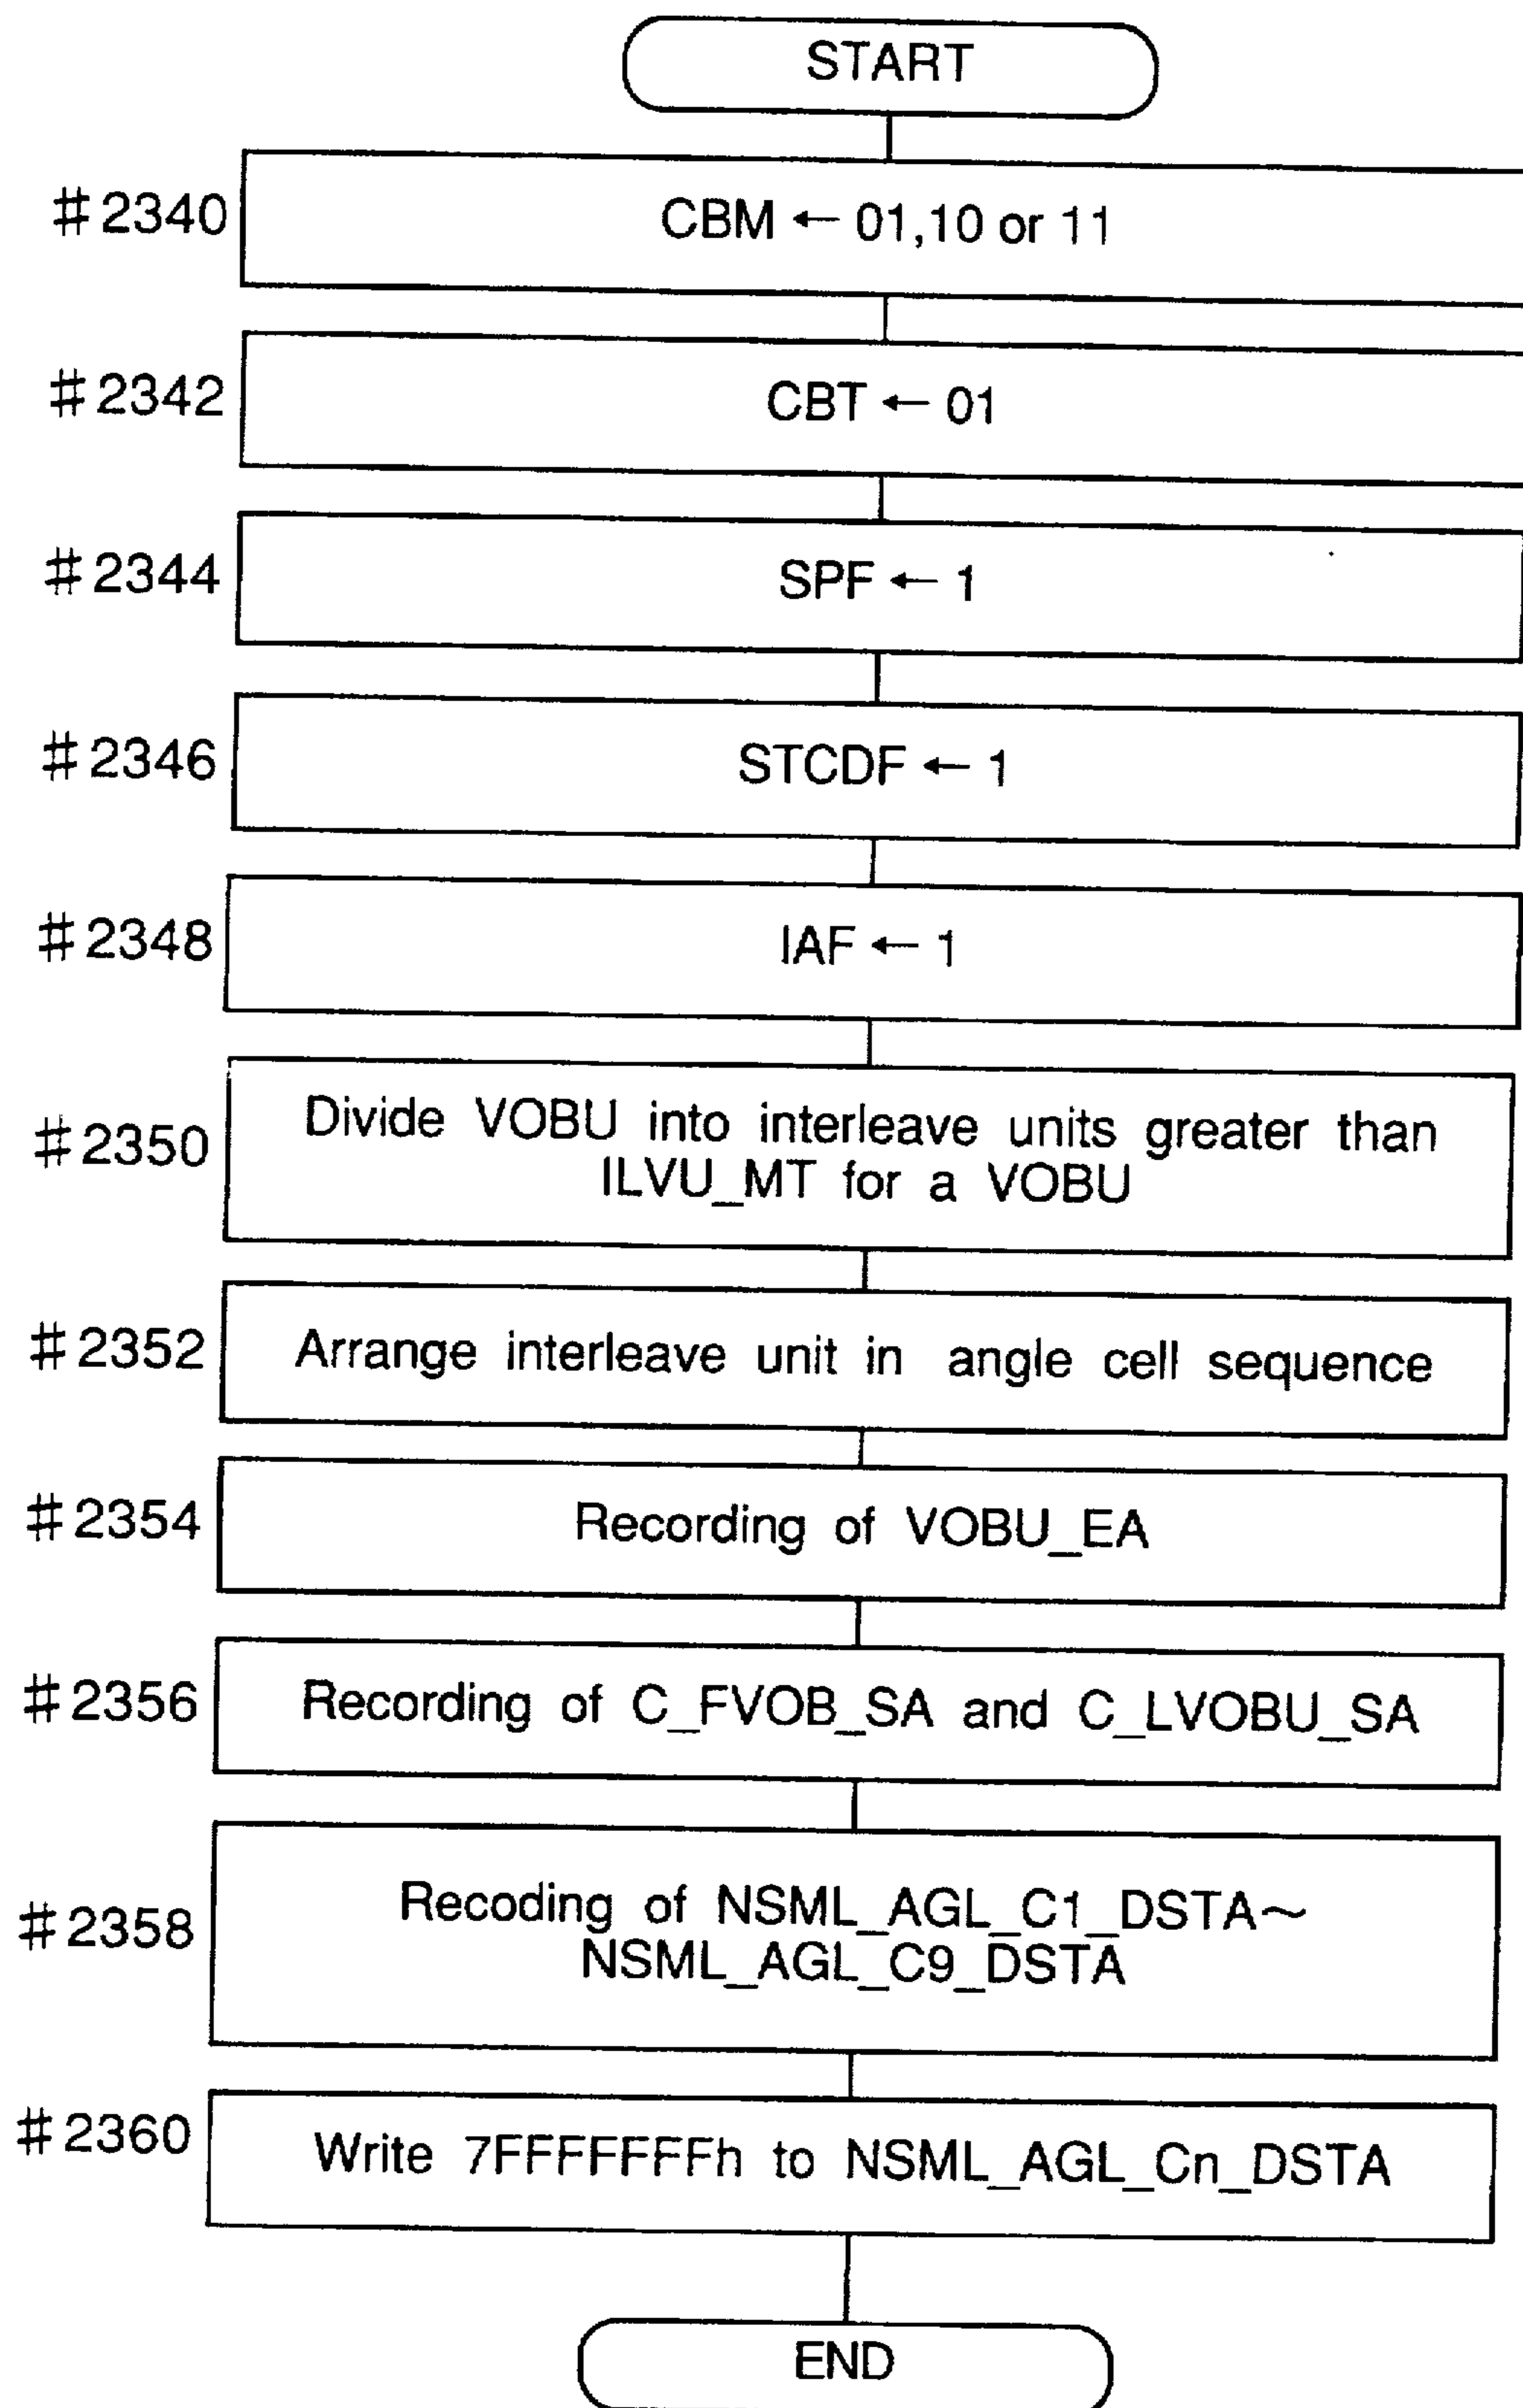 START
#2340 CBM ← 01,10 or 11
#2342 CBT ← 01
#2344 SPF ← 1
#2346 STCDF ← 1
#2348 IAF ← 1
#2350 Divide VOBU into interleave units greater than
ILVU_MT for a VOBU
#2352 Arrange interleave unit in angle cell sequence
#2354 Recording of VOBU_EA
#2356 Recording of C_FVOB_SA and C_LVOBU_SA
#2358 Recoding of NSML_AGL_C1_DSTA~
NSML_AGL_C9_DSTA
#2360 Write 7FFFFFFFh to NSML_AGL_Cn_DSTA
END